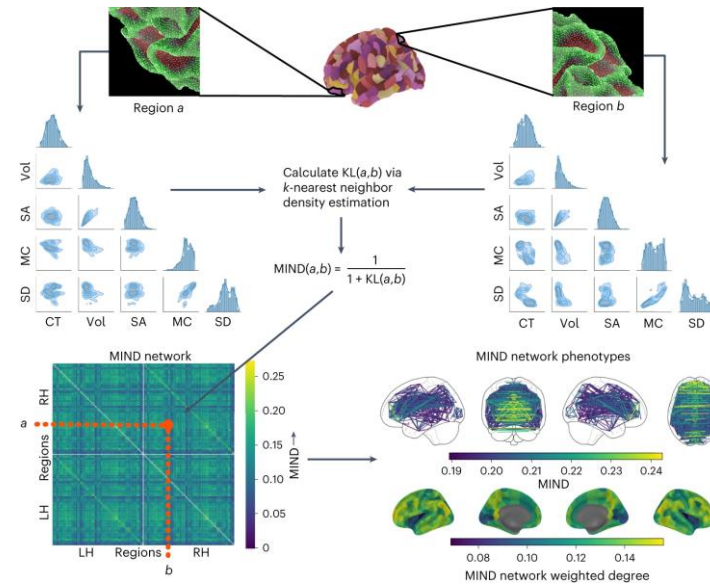 Region a
Region b
Vol
SA
MC
SD
CT Vol SA MC SD
Calculate KL(a,b) via
k-nearest neighbor
density estimation
MIND(a,b) = 1 / 1 + KL(a,b)
Vol
SA
MC
SD
CT Vol SA MC SD
MIND network
RH
a
Regions
LH
LH Regions RH
b
0.25
0.20
0.15
0.10
0.05
0
MIND
MIND network phenotypes
0.19 0.20 0.21 0.22 0.23 0.24
MIND
0.08 0.10 0.12 0.14
MIND network weighted degree